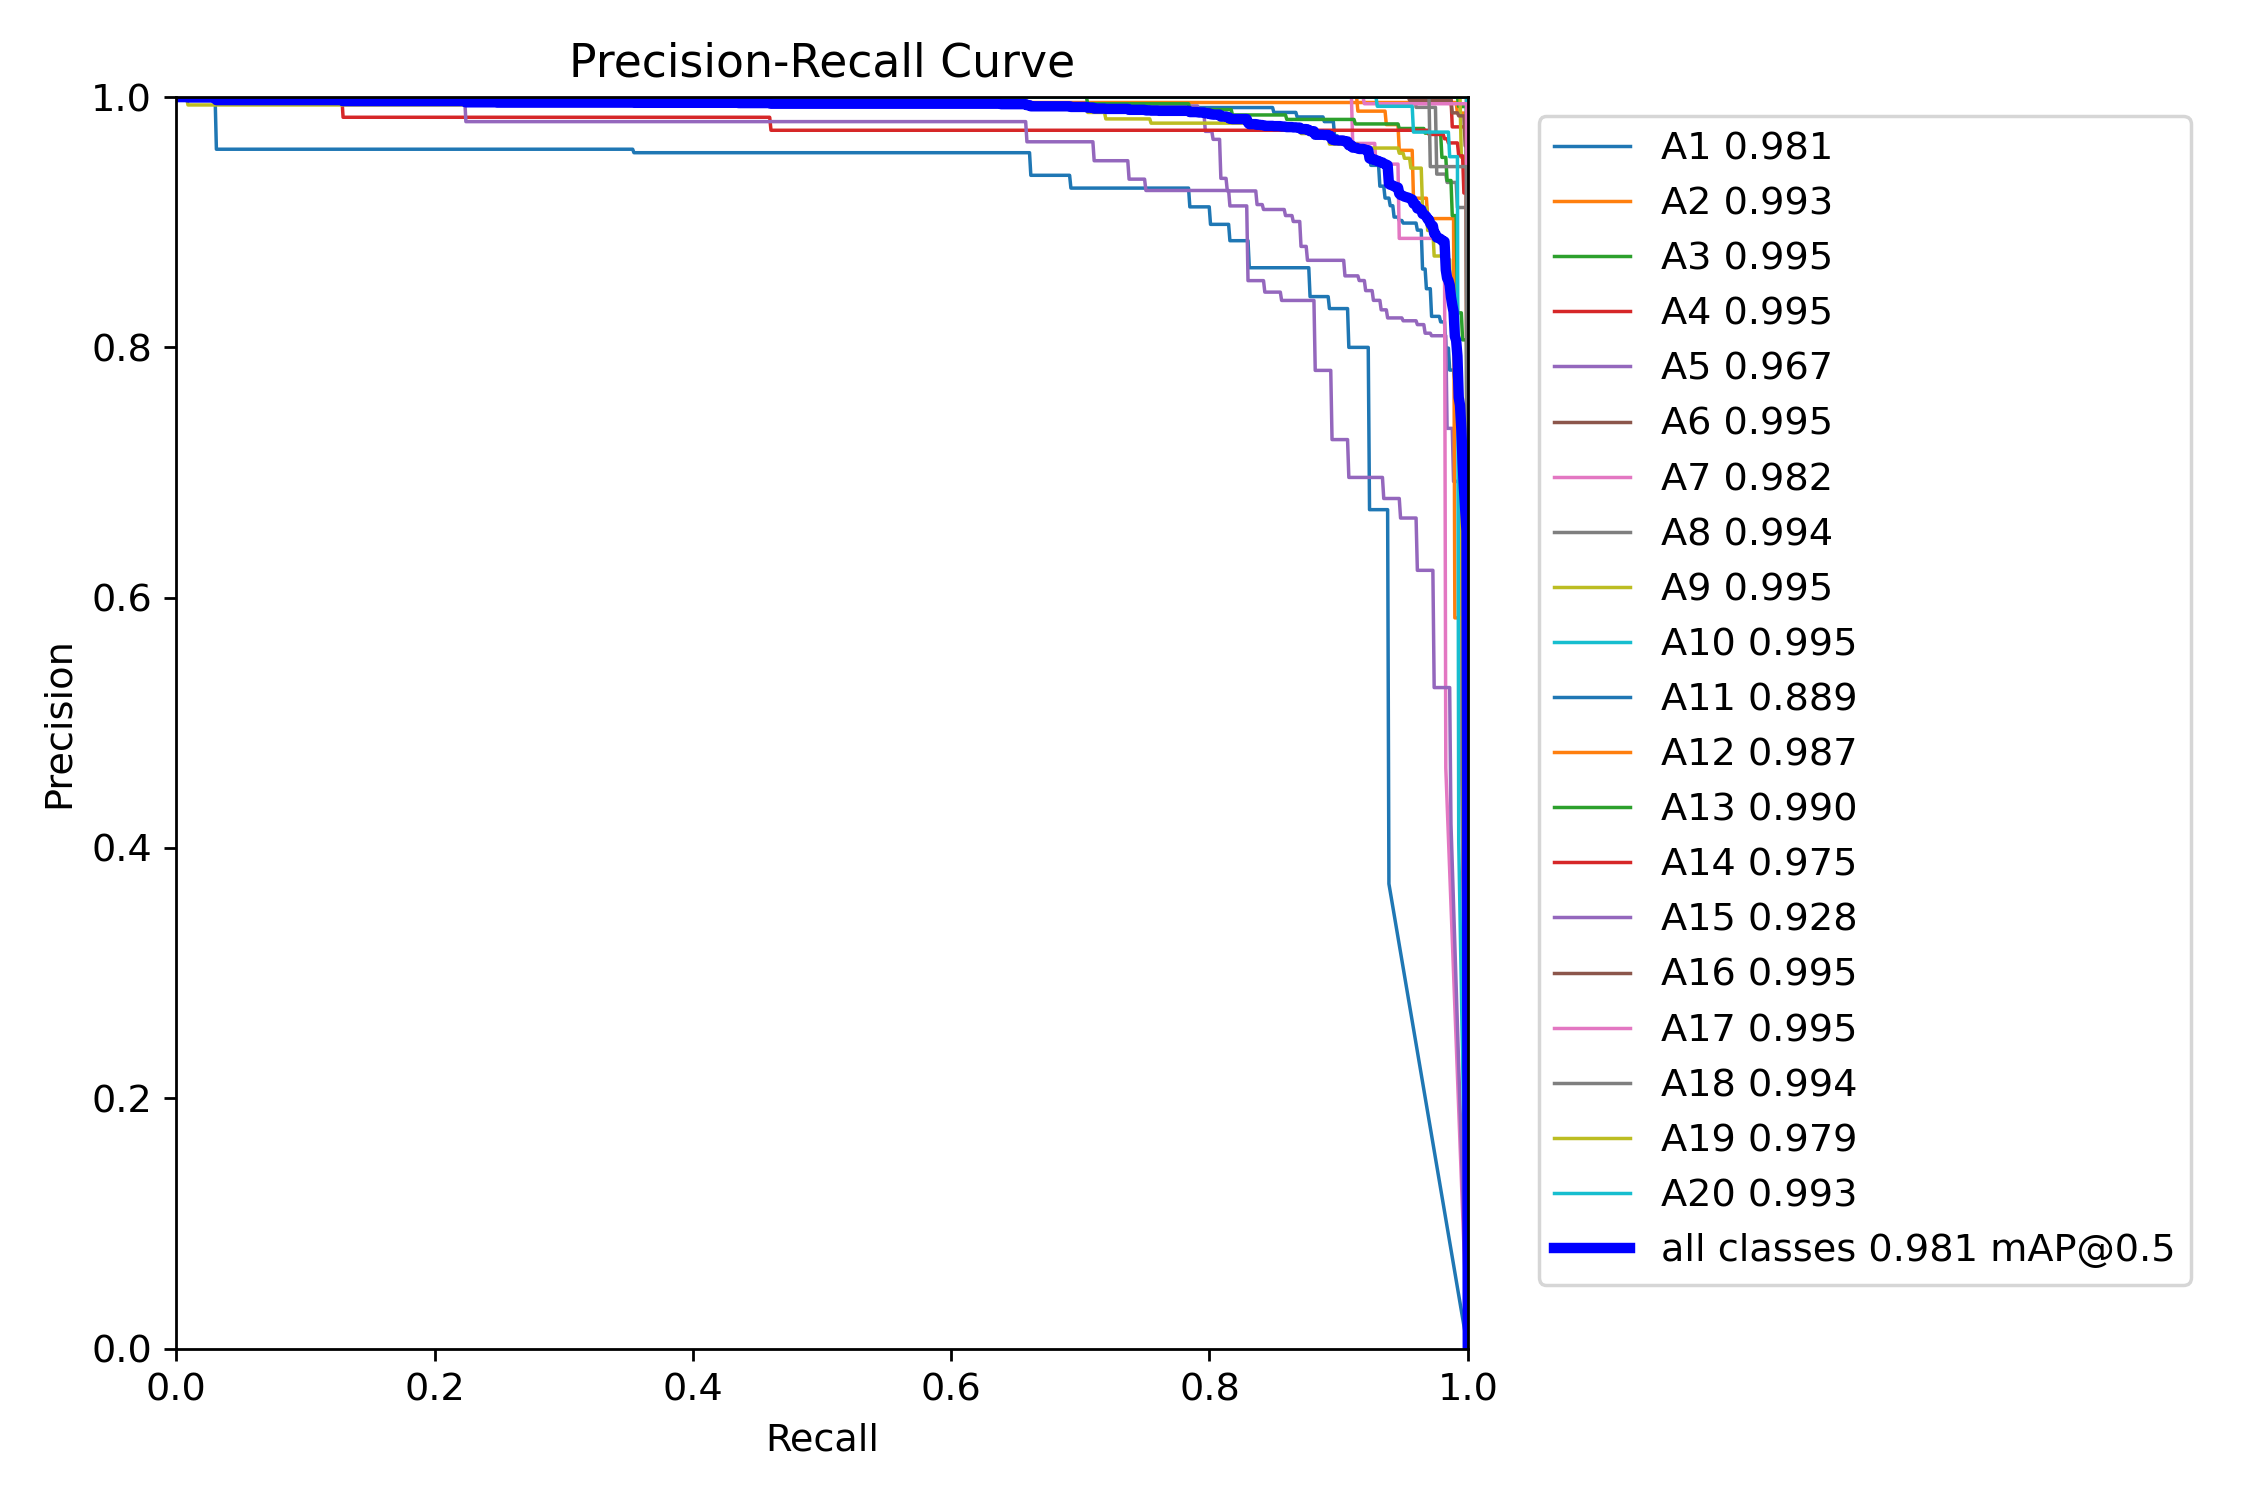 Precision-Recall Curve
1.0
0.8
0.6
0.4
0.2
0.0
Precision
0.0 0.2 0.4 0.6 0.8 1.0
Recall
A1 0.981
A2 0.993
A3 0.995
A4 0.995
A5 0.967
A6 0.995
A7 0.982
A8 0.994
A9 0.995
A10 0.995
A11 0.889
A12 0.987
A13 0.990
A14 0.975
A15 0.928
A16 0.995
A17 0.995
A18 0.994
A19 0.979
A20 0.993
all classes 0.981 mAP@0.5